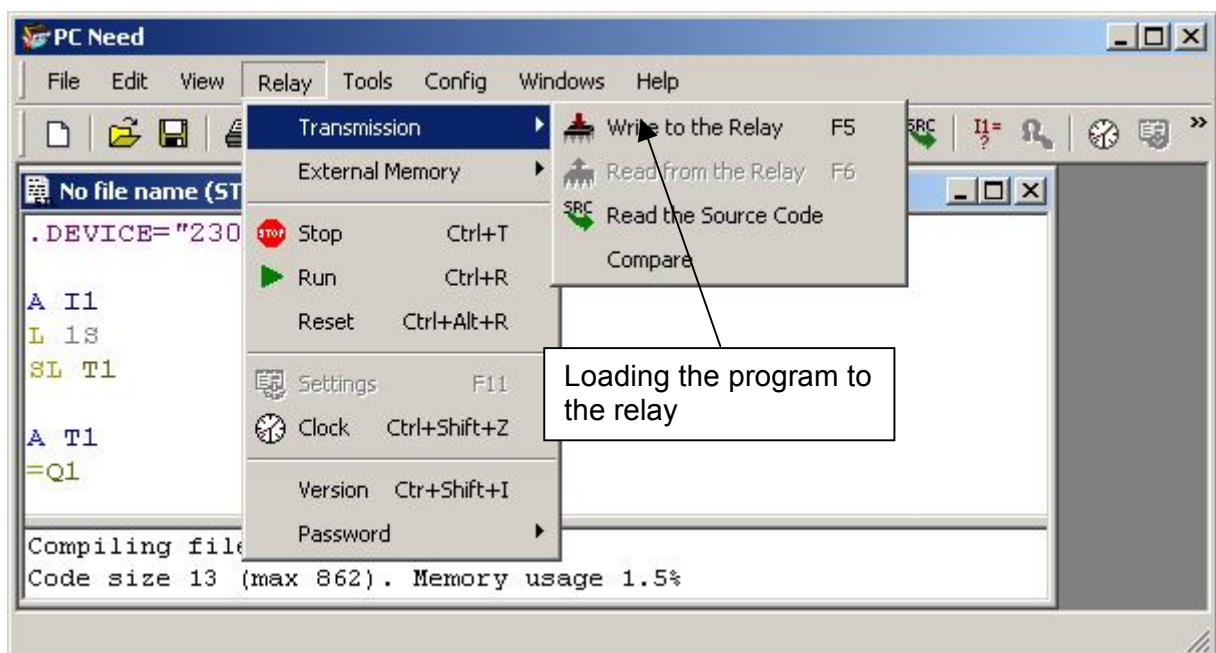 PC Need
File Edit View Relay Tools Config Windows Help
Transmission
External Memory
Stop Ctrl+T
Run Ctrl+R
Reset Ctrl+Alt+R
Settings F11
Clock Ctrl+Shift+Z
Version Ctr+Shift+I
Password
Write to the Relay F5
Read from the Relay F6
SRC Read the Source Code
Compare
SRC I1=
?
»
No file name (ST
.DEVICE="230
A I1
L 1S
SL T1
A T1
=Q1
Loading the program to
the relay
Compiling file
Code size 13 (max 862). Memory usage 1.5%